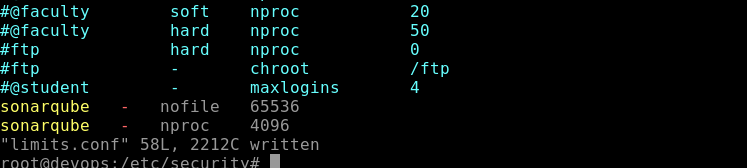 #@faculty        soft    nproc           20
#@faculty        hard    nproc           50
#ftp             hard    nproc           0
#ftp             -       chroot          /ftp
#@student        -       maxlogins       4
sonarqube   -   nofile   65536
sonarqube   -   nproc    4096
"limits.conf" 58L, 2212C written
root@devops:/etc/security#